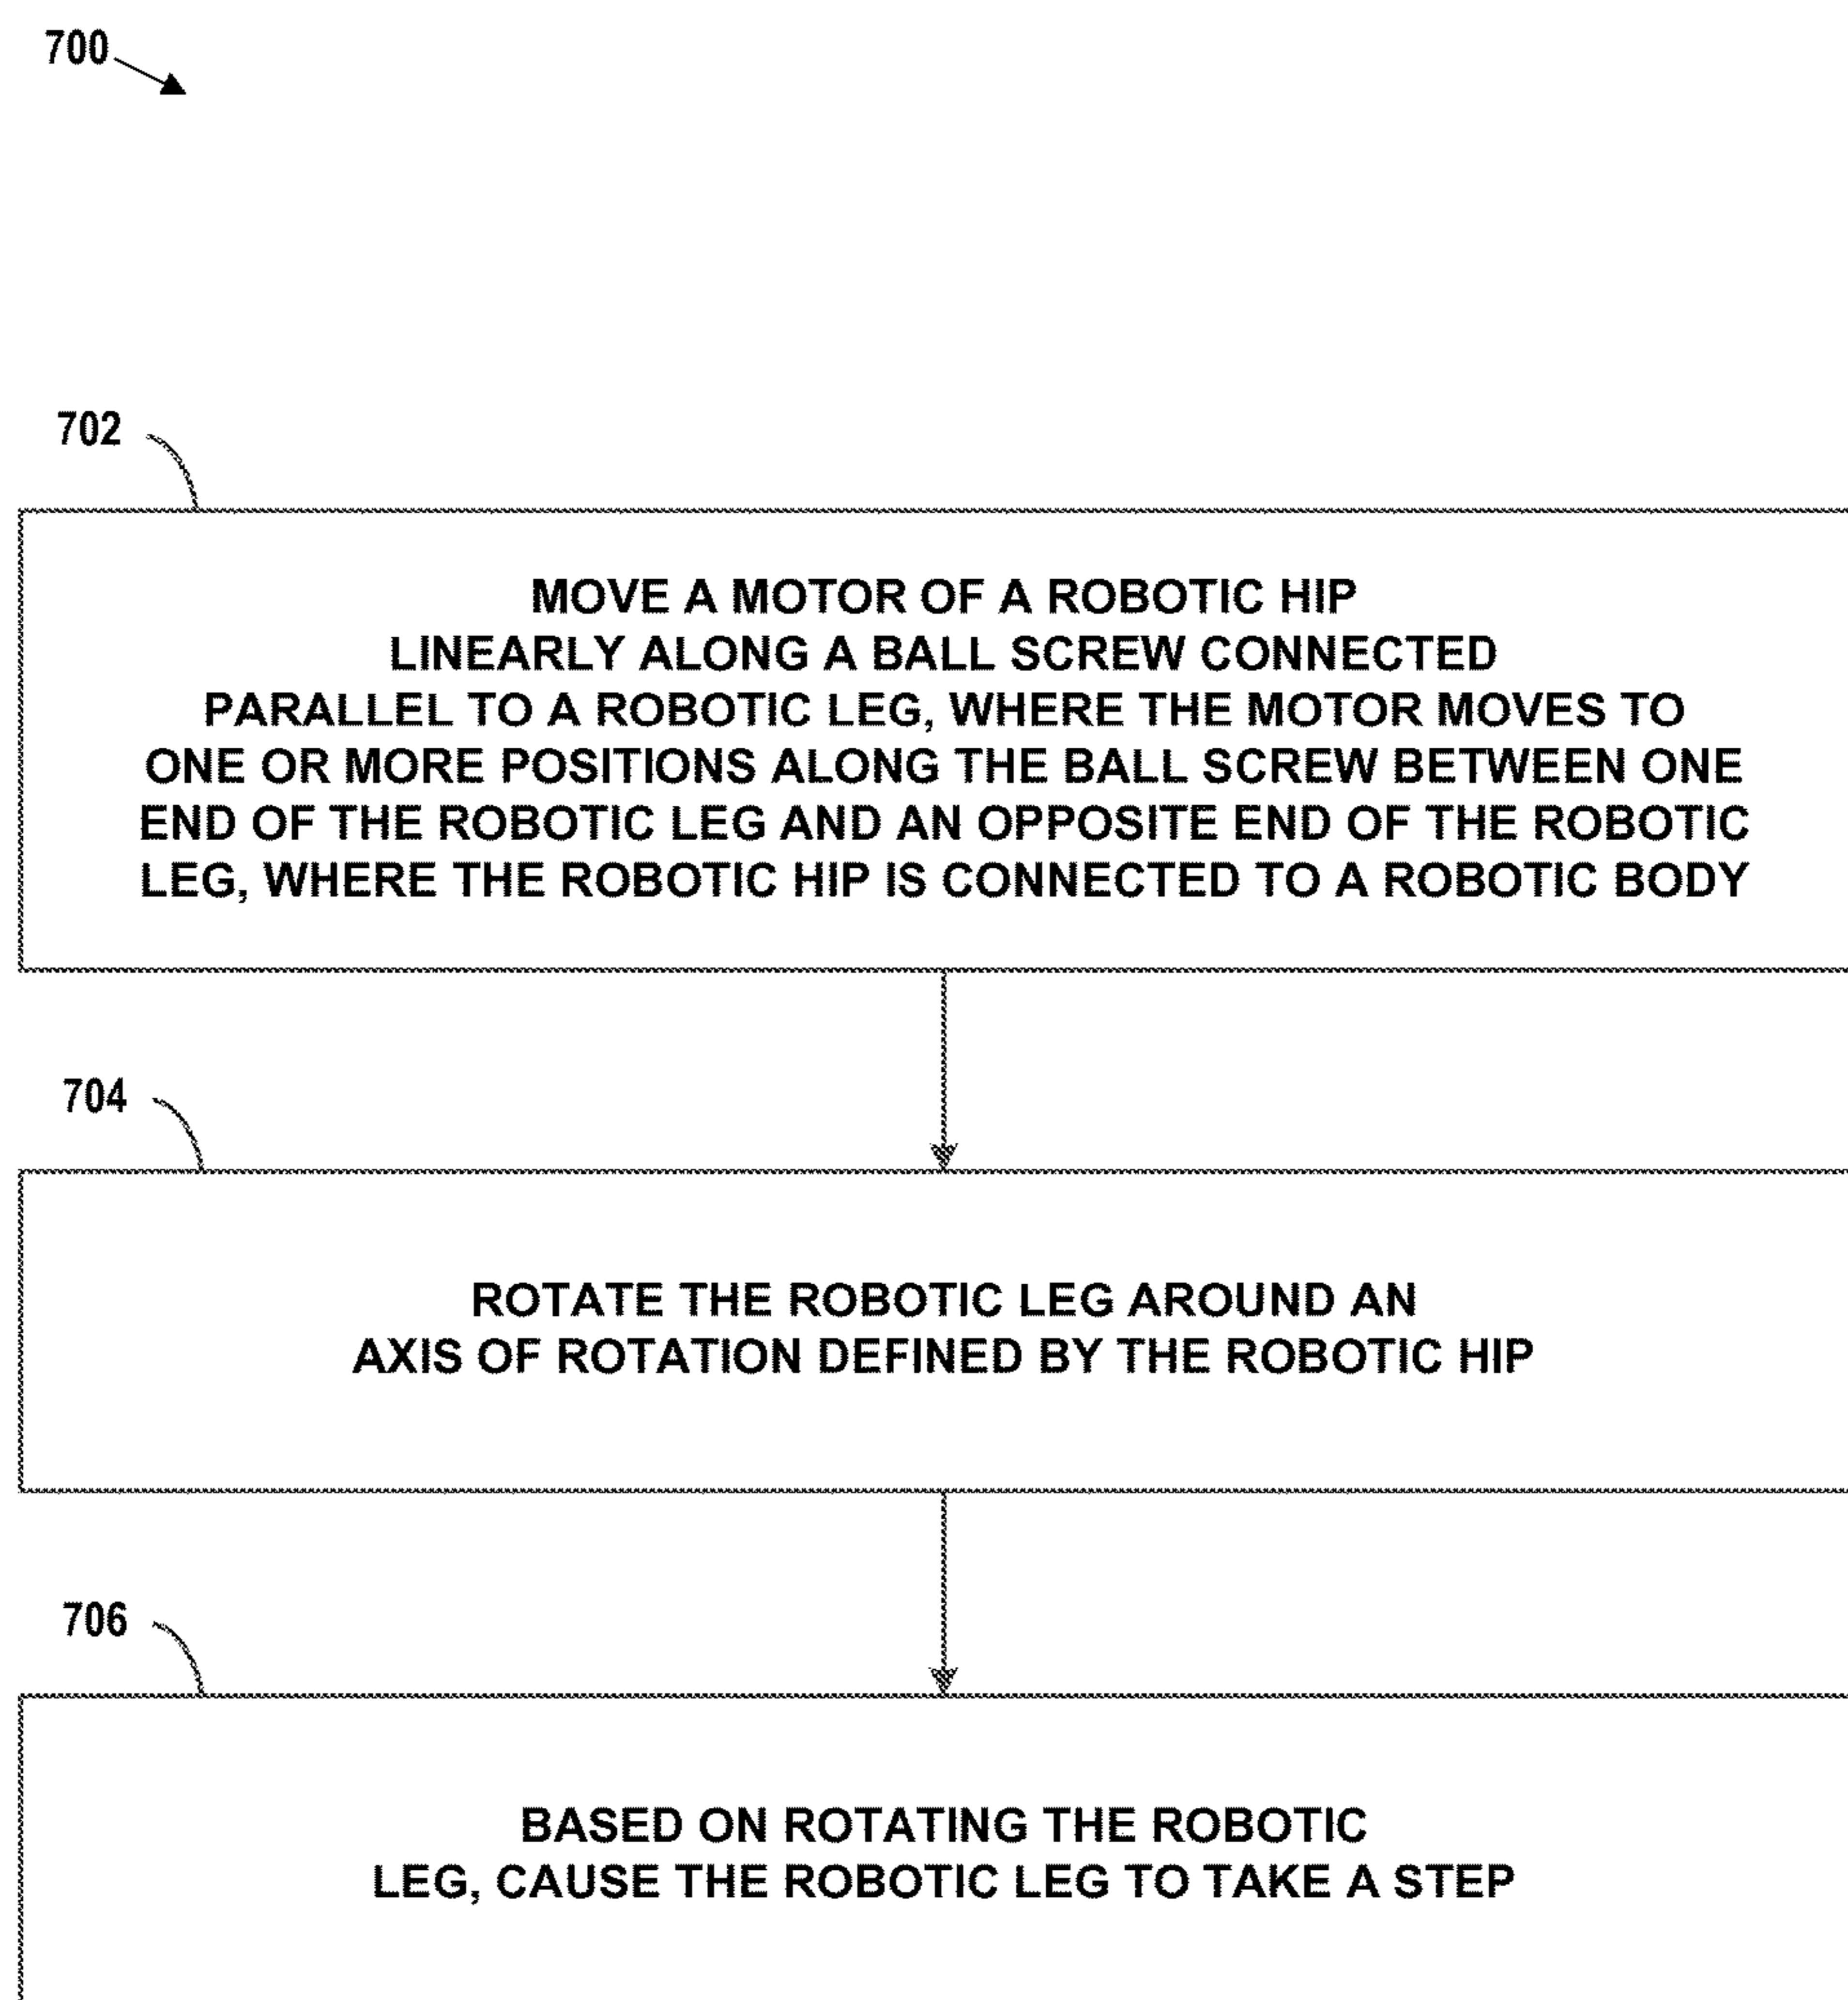 700
702
MOVE A MOTOR OF A ROBOTIC HIP
LINEARLY ALONG A BALL SCREW CONNECTED
PARALLEL TO A ROBOTIC LEG, WHERE THE MOTOR MOVES TO
ONE OR MORE POSITIONS ALONG THE BALL SCREW BETWEEN ONE
END OF THE ROBOTIC LEG AND AN OPPOSITE END OF THE ROBOTIC
LEG, WHERE THE ROBOTIC HIP IS CONNECTED TO A ROBOTIC BODY
704
ROTATE THE ROBOTIC LEG AROUND AN
AXIS OF ROTATION DEFINED BY THE ROBOTIC HIP
706
BASED ON ROTATING THE ROBOTIC
LEG, CAUSE THE ROBOTIC LEG TO TAKE A STEP